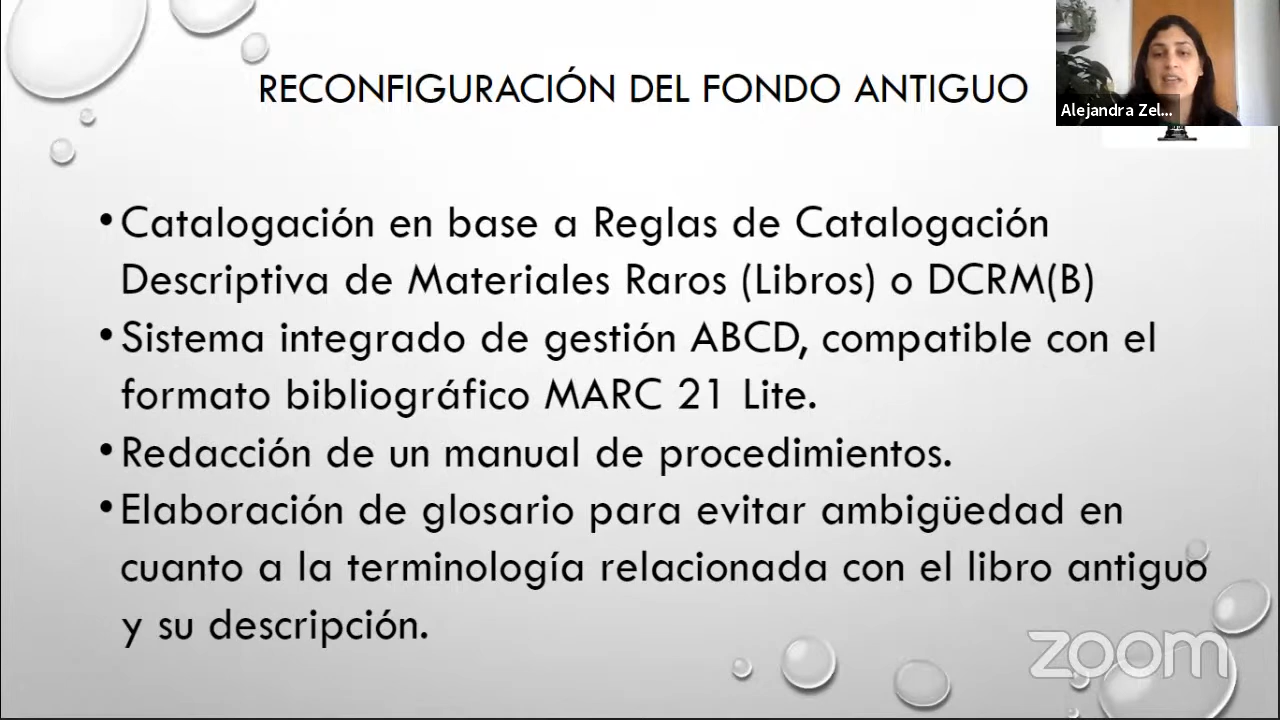 RECONFIGURACIÓN DEL FONDO ANTIGUO
Alejandra Zel...
•Catalogación en base a Reglas de Catalogación
Descriptiva de Materiales Raros (Libros) o DCRM(B)
•Sistema integrado de gestión ABCD, compatible con el
formato bibliográfico MARC 21 Lite.
•Redacción de un manual de procedimientos.
•Elaboración de glosario para evitar ambigüedad en
cuanto a la terminología relacionada con el libro antiguo
y su descripción.
zoom